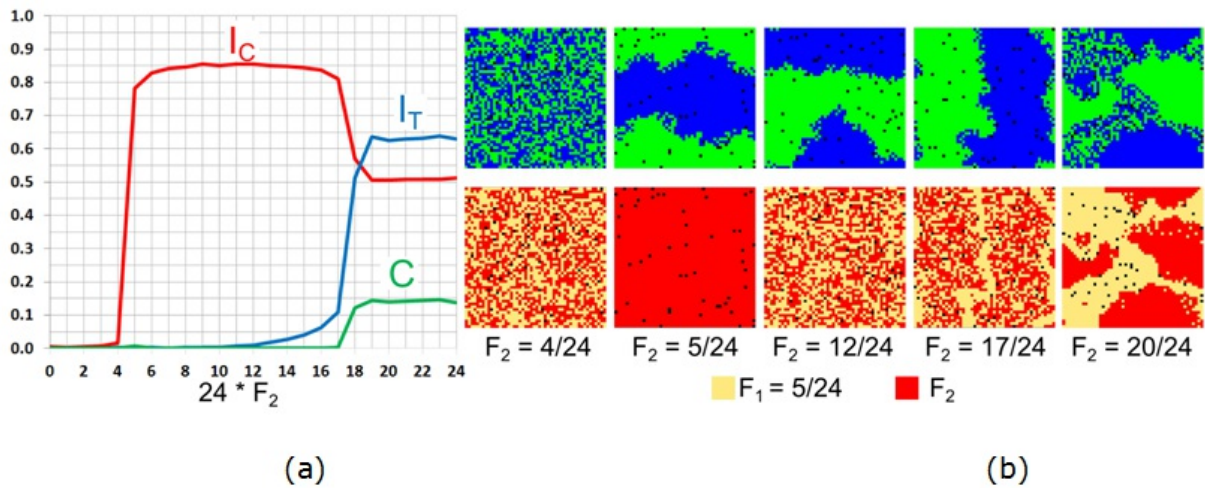 1.0
0.9
0.8
0.7
0.6
0.5
0.4
0.3
0.2
0.1
0.0
I_C
I_T
C
0 2 4 6 8 10 12 14 16 18 20 22 24
24 * F_2
F_2 = 4/24 F_2 = 5/24 F_2 = 12/24 F_2 = 17/24 F_2 = 20/24
F_1 = 5/24 F_2
(a) (b)